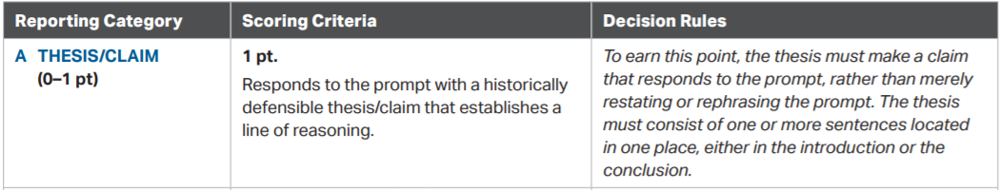 Reporting Category
Scoring Criteria
Decision Rules
A THESIS/CLAIM
(0–1 pt)
1 pt.
Responds to the prompt with a historically
defensible thesis/claim that establishes a
line of reasoning.
To earn this point, the thesis must make a claim
that responds to the prompt, rather than merely
restating or rephrasing the prompt. The thesis
must consist of one or more sentences located
in one place, either in the introduction or the
conclusion.